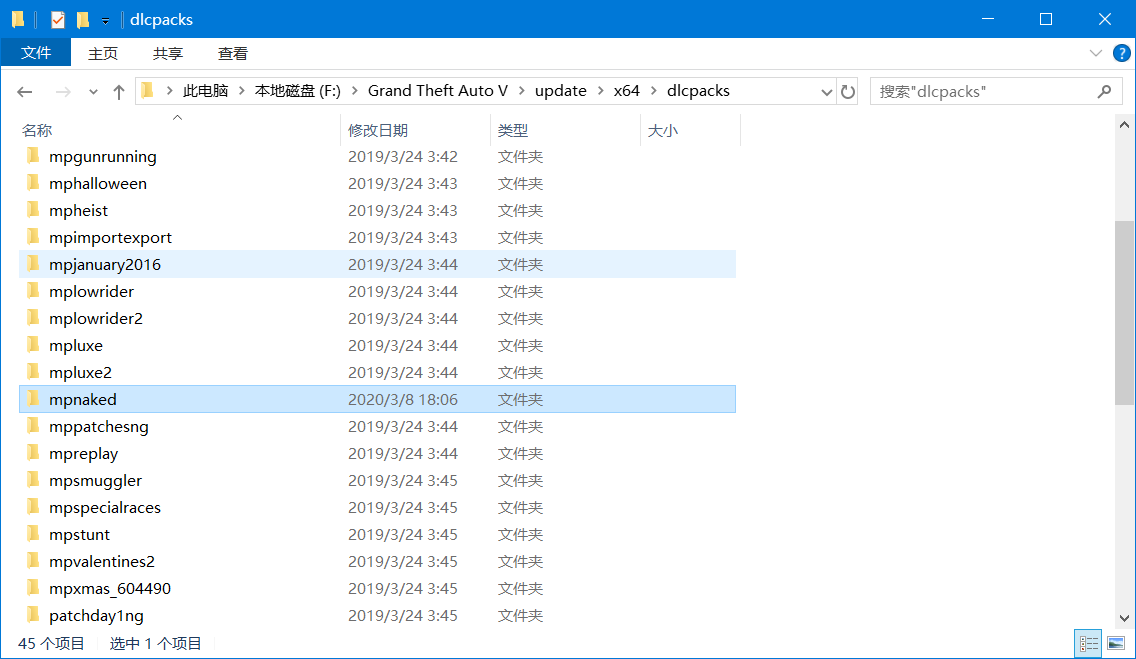 dlcpacks
文件 主页 共享 查看
此电脑 本地磁盘 (F:) Grand Theft Auto V update x64 dlcpacks 搜索"dlcpacks"
名称 修改日期 类型 大小
mpgunrunning 2019/3/24 3:42 文件夹
mphalloween 2019/3/24 3:43 文件夹
mpheist 2019/3/24 3:43 文件夹
mpimportexport 2019/3/24 3:43 文件夹
mpjanuary2016 2019/3/24 3:44 文件夹
mplowrider 2019/3/24 3:44 文件夹
mplowrider2 2019/3/24 3:44 文件夹
mpluxe 2019/3/24 3:44 文件夹
mpluxe2 2019/3/24 3:44 文件夹
mpnaked 2020/3/8 18:06 文件夹
mppatchesng 2019/3/24 3:44 文件夹
mpreplay 2019/3/24 3:44 文件夹
mpsmuggler 2019/3/24 3:45 文件夹
mpspecialraces 2019/3/24 3:45 文件夹
mpstunt 2019/3/24 3:45 文件夹
mpvalentines2 2019/3/24 3:45 文件夹
mpxmas_604490 2019/3/24 3:45 文件夹
patchday1ng 2019/3/24 3:45 文件夹
45 个项目 选中 1 个项目